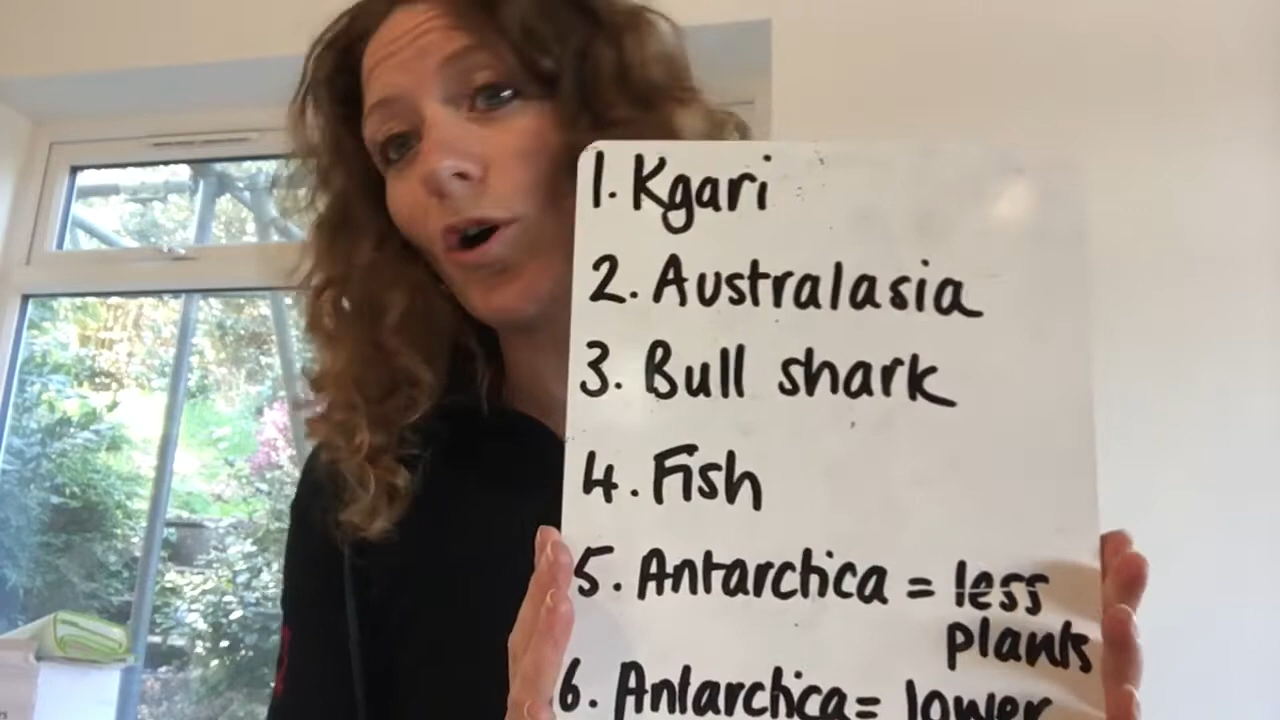 1. Kgari
2. Australasia
3. Bull shark
4. Fish
5. Antarctica = less
plants
6. Antarctica = lower